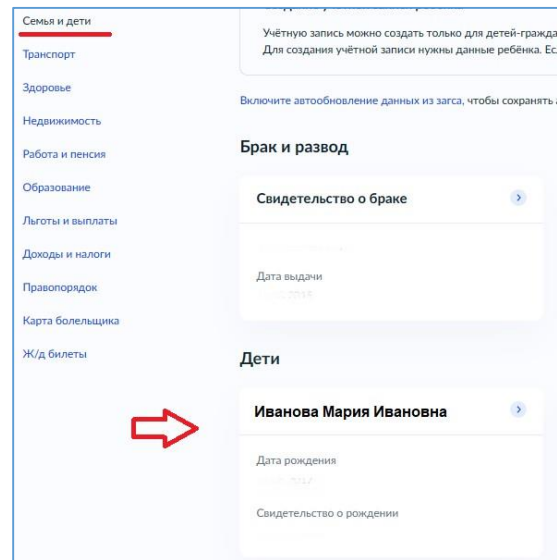 Семья и дети
Транспорт
Здоровье
Недвижимость
Работа и пенсия
Образование
Льготы и выплаты
Доходы и налоги
Правопорядок
Карта болельщика
Ж/д билеты
Учётную запись можно создать только для детей-гражда
Для создания учётной записи нужны данные ребёнка. Ес
Включите автообновление данных из загса, чтобы сохранять
Брак и развод
Свидетельство о браке
Дата выдачи
Дети
Иванова Мария Ивановна
Дата рождения
Свидетельство о рождении